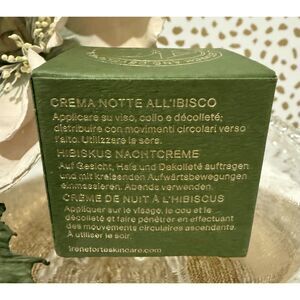 CREMA NOTTE ALL'IBISCO
Applicare su viso, collo e décolleté;
distribuire con movimenti circolari verso
l'alto. Utilizzare la sera.
HIBISKUS NACHTCREME
Auf Gesicht, Hals und Dekolleté auftragen
und mit kreisenden Aufwärtsbewegungen
einmassieren. Abends verwenden.
CRÈME DE NUIT À L'HIBISCUS
Appliquer sur le visage, le cou et le
décolleté et faire pénétrer en effectuant
des mouvements circulaires ascendants.
À utiliser le soir.
ireneforteskincare.com